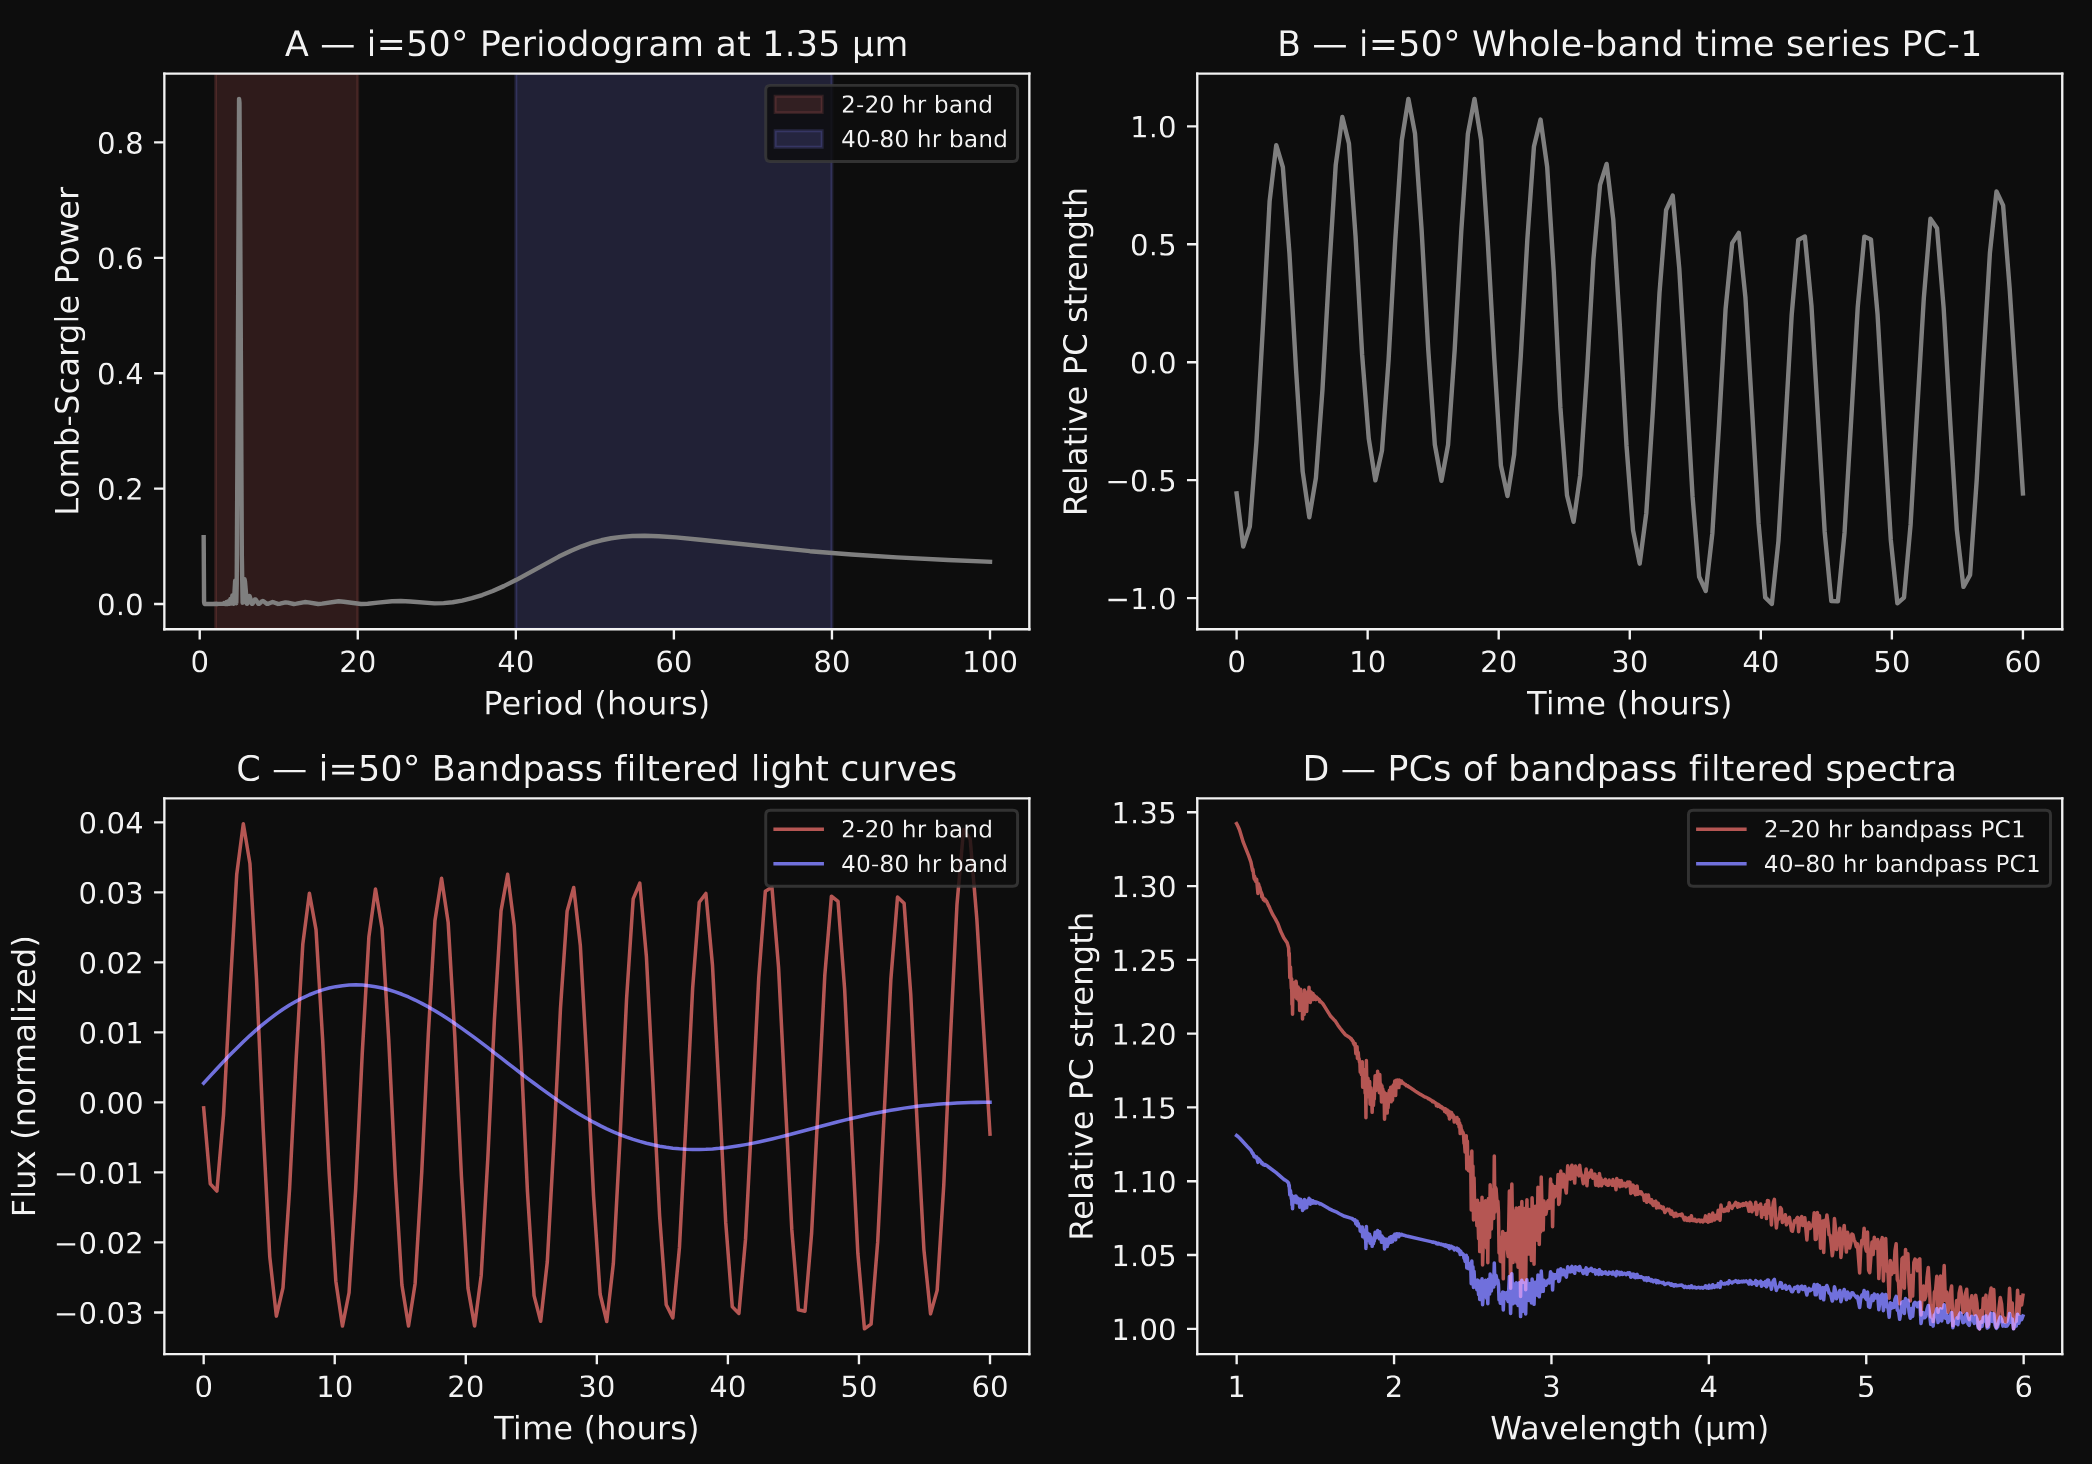 A — i=50° Periodogram at 1.35 µm
2-20 hr band
40-80 hr band
Lomb-Scargle Power
0.8
0.6
0.4
0.2
0.0
0 20 40 60 80 100
Period (hours)
B — i=50° Whole-band time series PC-1
Relative PC strength
1.0
0.5
0.0
−0.5
−1.0
0 10 20 30 40 50 60
Time (hours)
C — i=50° Bandpass filtered light curves
2-20 hr band
40-80 hr band
Flux (normalized)
0.04
0.03
0.02
0.01
0.00
−0.01
−0.02
−0.03
0 10 20 30 40 50 60
Time (hours)
D — PCs of bandpass filtered spectra
2–20 hr bandpass PC1
40–80 hr bandpass PC1
Relative PC strength
1.35
1.30
1.25
1.20
1.15
1.10
1.05
1.00
1 2 3 4 5 6
Wavelength (µm)